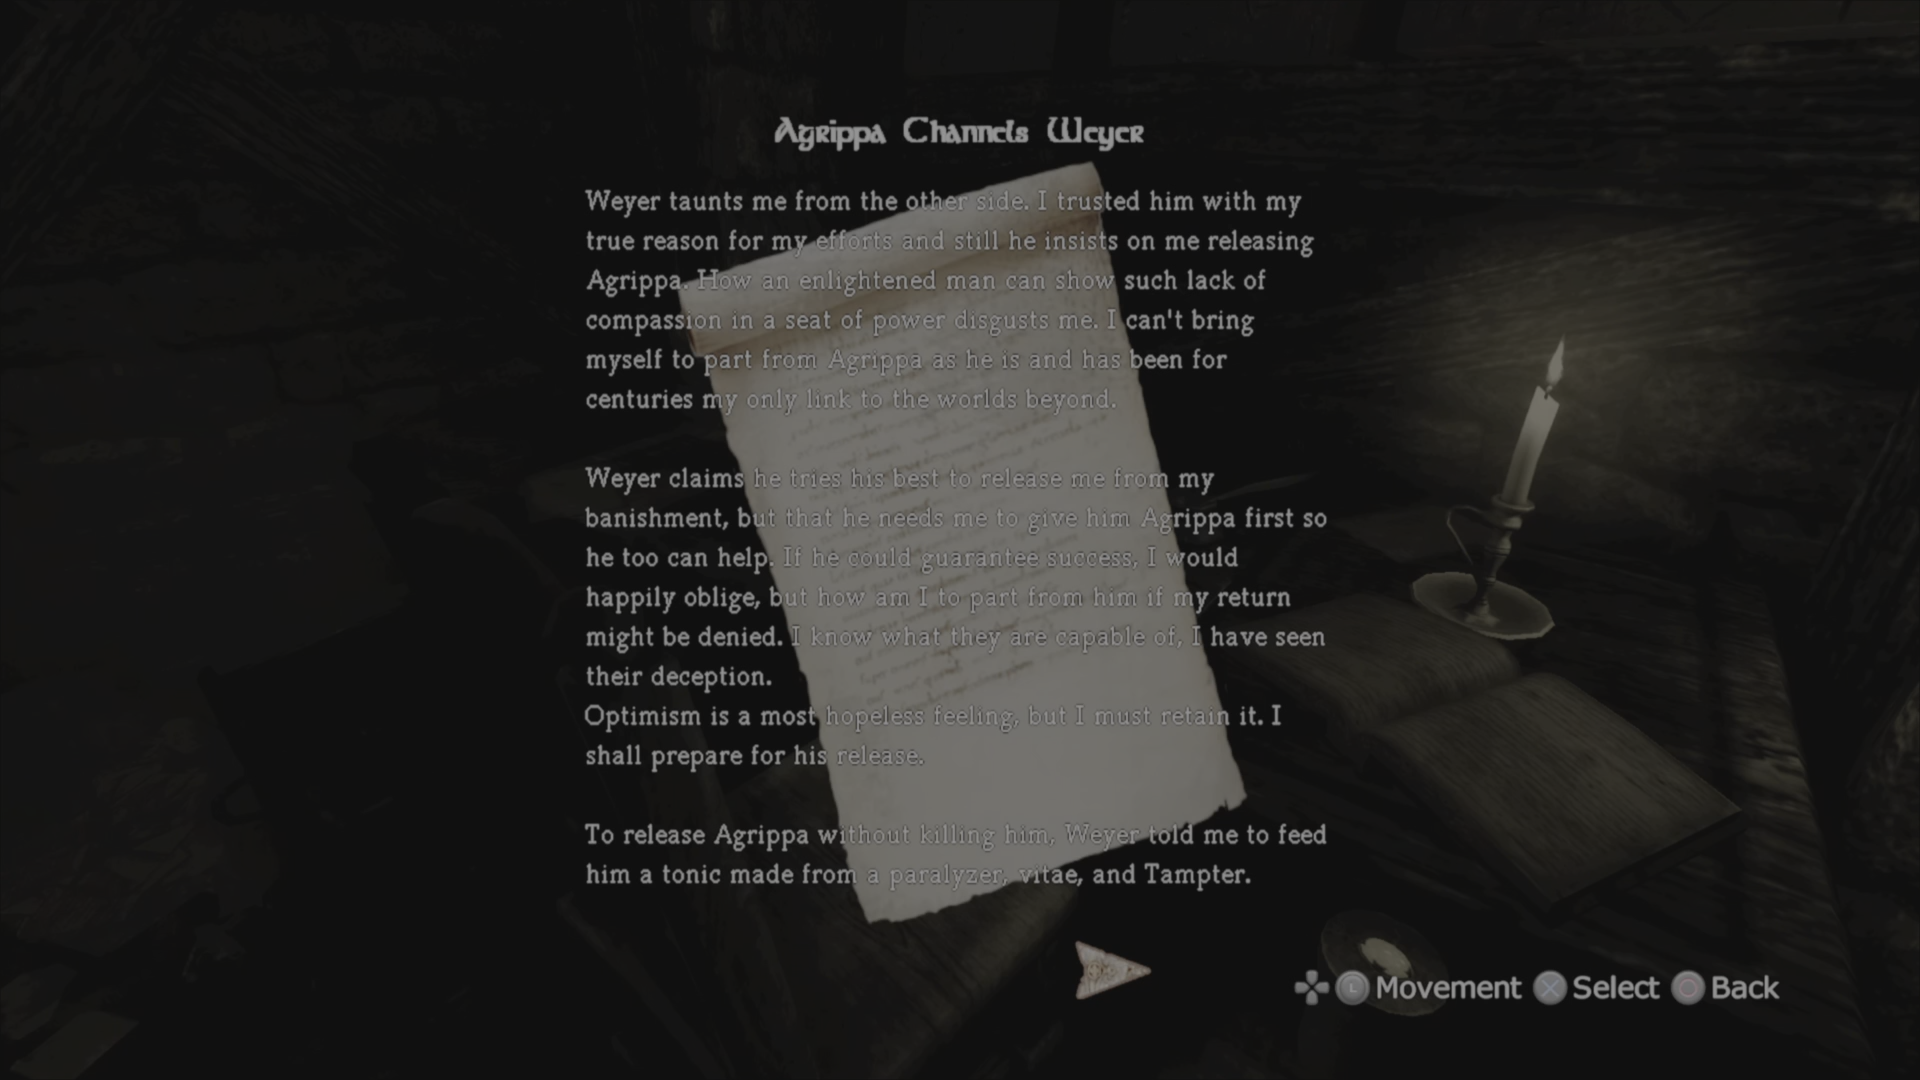 Agrippa Channels Weyer
Weyer taunts me from the other side. I trusted him with my
true reason for my efforts and still he insists on me releasing
Agrippa. How an enlightened man can show such lack of
compassion in a seat of power disgusts me. I can't bring
myself to part from Agrippa as he is and has been for
centuries my only link to the worlds beyond.
Weyer claims he tries his best to release me from my
banishment, but that he needs me to give him Agrippa first so
he too can help. If he could guarantee success, I would
happily oblige, but how am I to part from him if my return
might be denied. I know what they are capable of, I have seen
their deception.
Optimism is a most hopeless feeling, but I must retain it. I
shall prepare for his release.
To release Agrippa without killing him, Weyer told me to feed
him a tonic made from a paralyzer, vitae, and Tampter.
L Movement Select Back